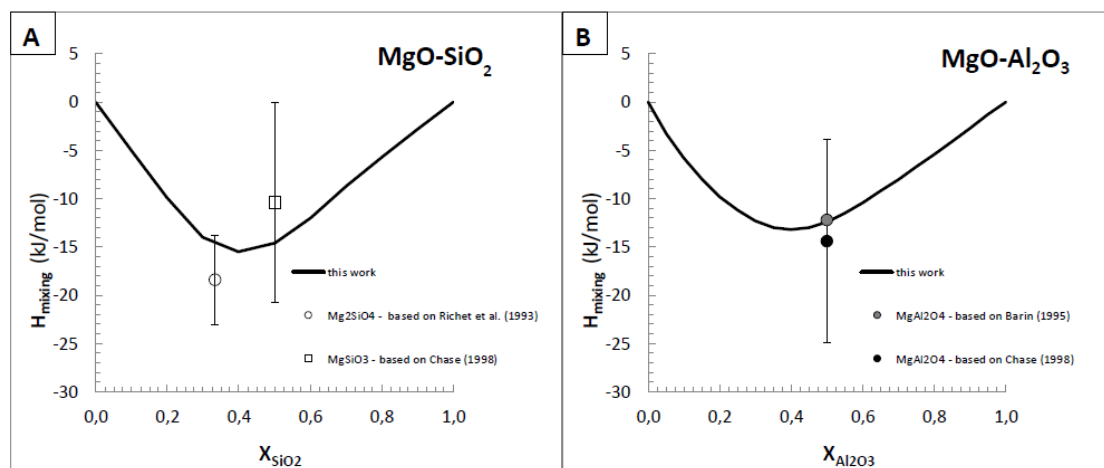 A
MgO-SiO2
5
0
-5
-10
-15
-20
-25
-30
Hmixing (kJ/mol)
this work
Mg2SiO4 - based on Richet et al. (1993)
MgSiO3 - based on Chase (1998)
0,0 0,2 0,4 0,6 0,8 1,0
XSiO2
B
MgO-Al2O3
5
0
-5
-10
-15
-20
-25
-30
Hmixing (kJ/mol)
this work
MgAl2O4 - based on Barin (1995)
MgAl2O4 - based on Chase (1998)
0,0 0,2 0,4 0,6 0,8 1,0
XAl2O3